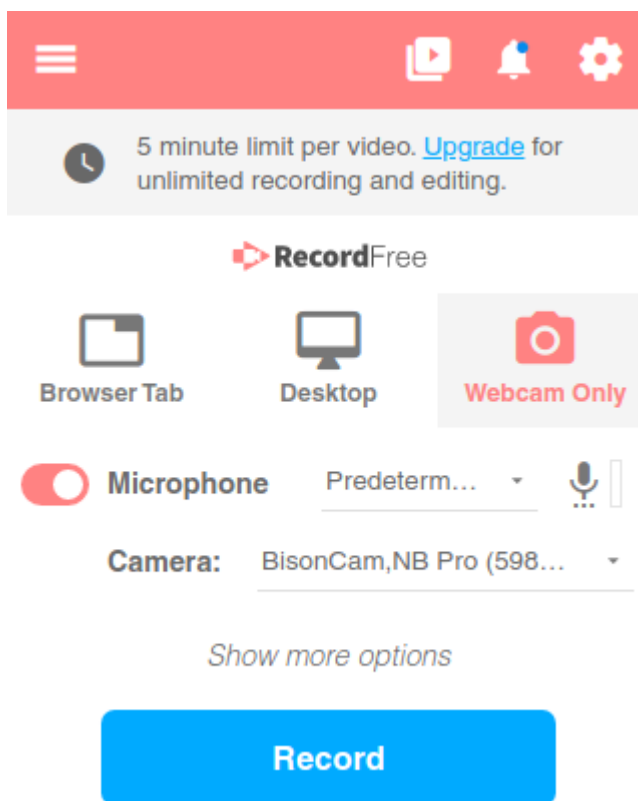 5 minute limit per video. Upgrade for
unlimited recording and editing.
RecordFree
Browser Tab
Desktop
Webcam Only
Microphone
Predeterm...
Camera:
BisonCam,NB Pro (598...
Show more options
Record